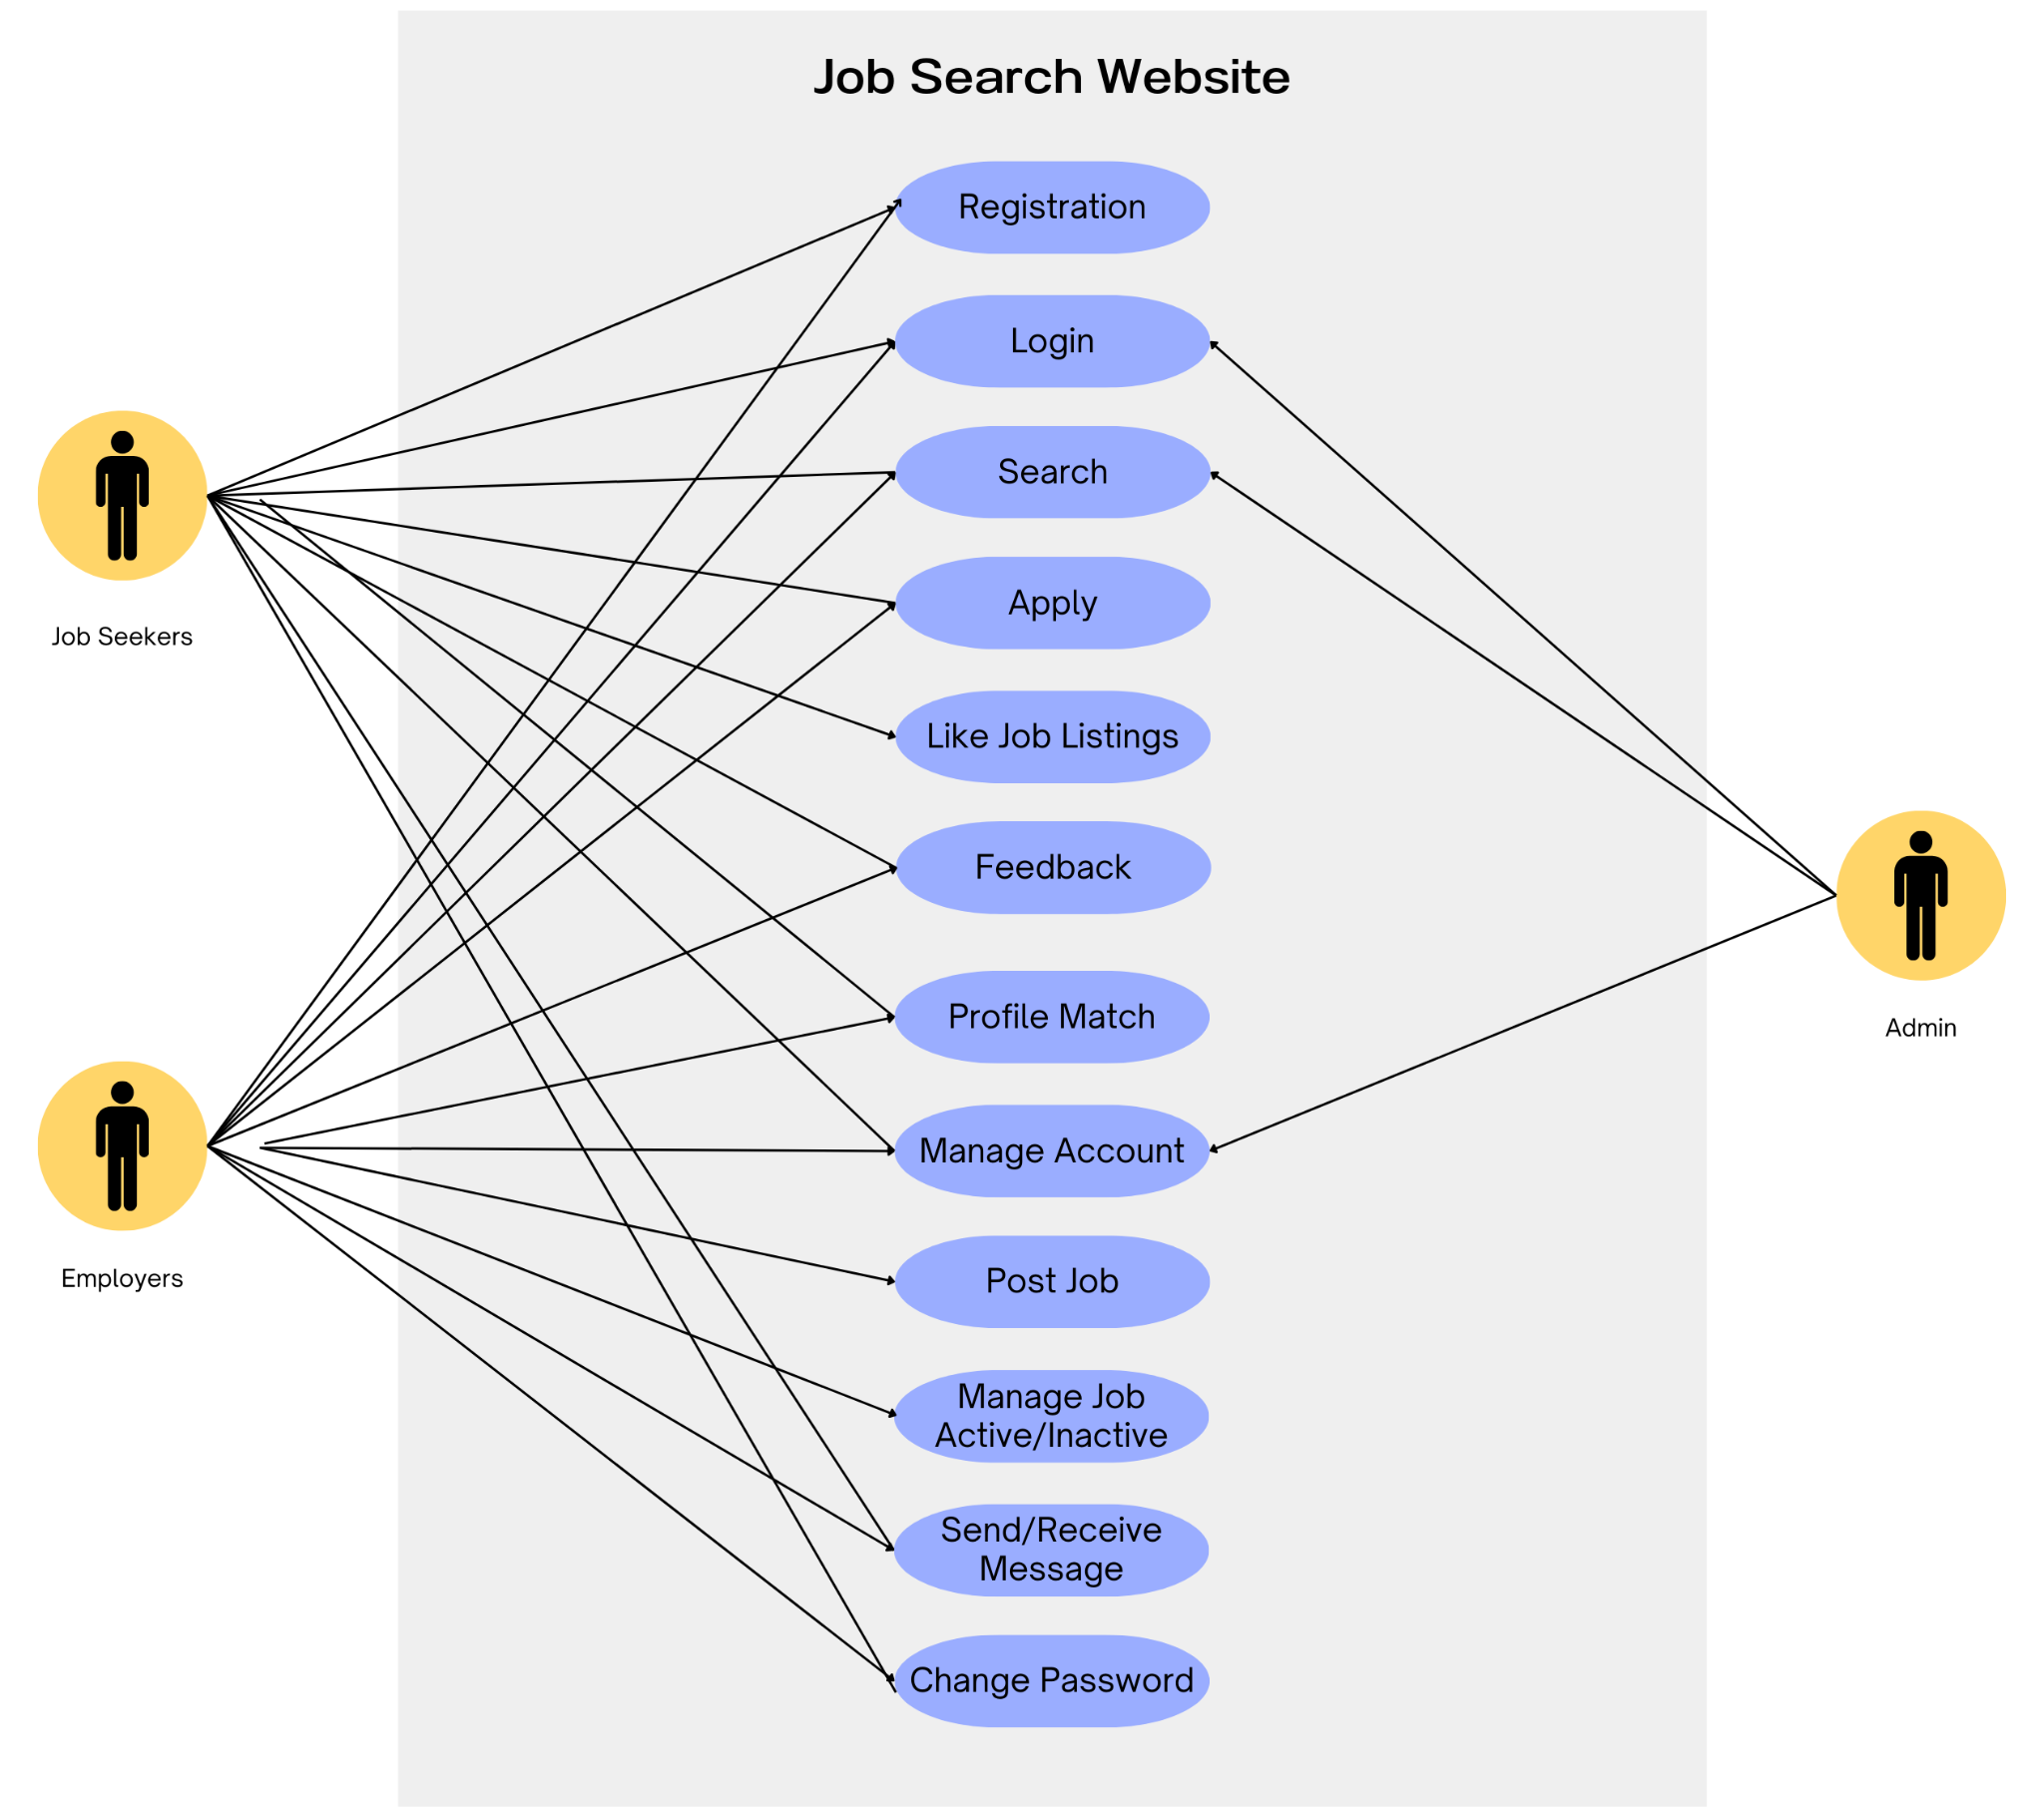 Job Search Website
Registration
Login
Search
Apply
Like Job Listings
Feedback
Profile Match
Manage Account
Post Job
Manage Job
Active/Inactive
Send/Receive
Message
Change Password
Job Seekers
Employers
Admin